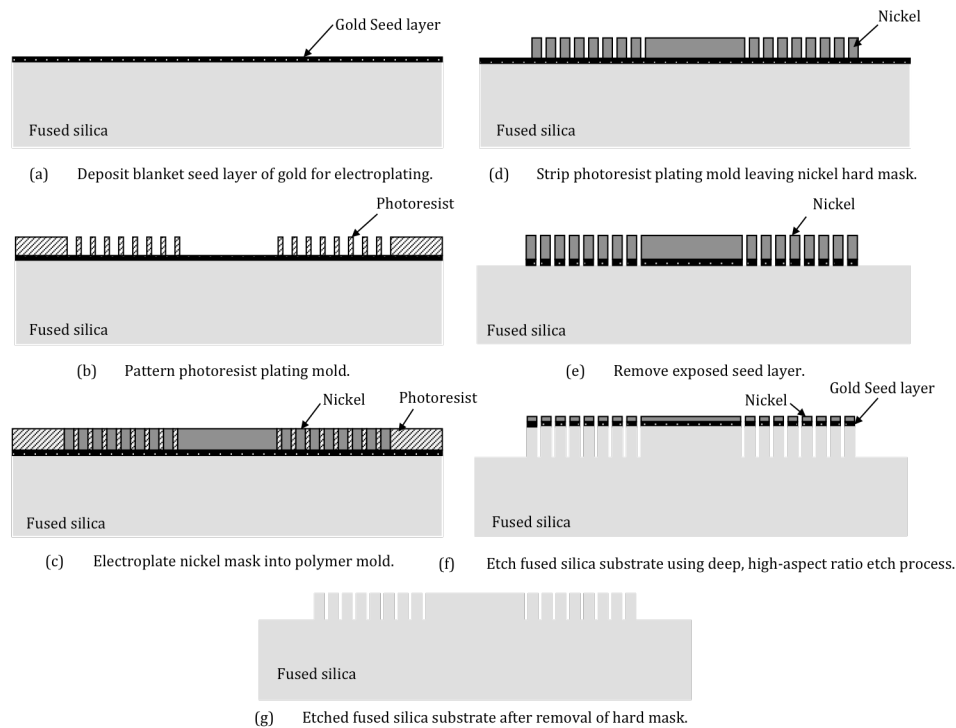 Gold Seed layer
Fused silica
(a) Deposit blanket seed layer of gold for electroplating.
Photoresist
Fused silica
(b) Pattern photoresist plating mold.
Nickel
Photoresist
Fused silica
(c) Electroplate nickel mask into polymer mold.
Nickel
Fused silica
(d) Strip photoresist plating mold leaving nickel hard mask.
Nickel
Fused silica
(e) Remove exposed seed layer.
Gold Seed layer
Nickel
Fused silica
(f) Etch fused silica substrate using deep, high-aspect ratio etch process.
Fused silica
(g) Etched fused silica substrate after removal of hard mask.